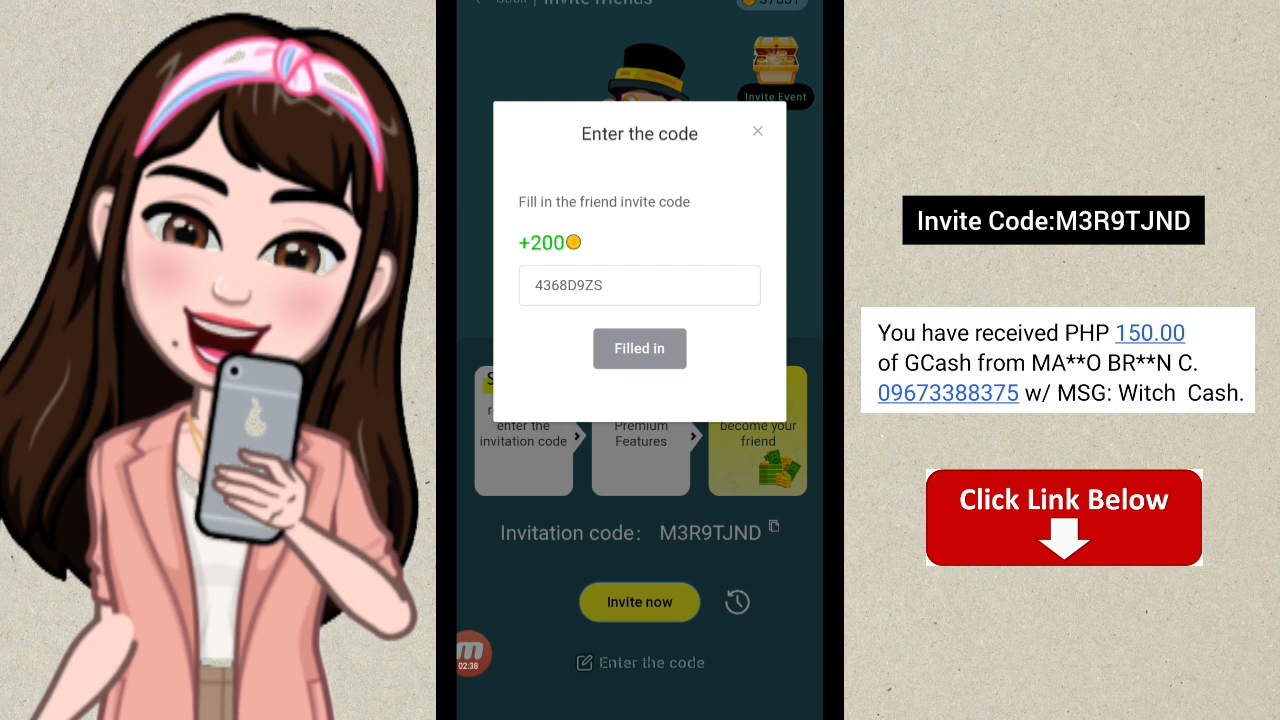 Invite friends
37651
Invite Event
Enter the code
Fill in the friend invite code
+200
4368D9ZS
Filled in
enter the
invitation code
Premium
Features
become your
friend
Invitation code: M3R9TJND
Invite now
02:38
Enter the code
Invite Code:M3R9TJND
You have received PHP 150.00
of GCash from MA**O BR**N C.
09673388375 w/ MSG: Witch Cash.
Click Link Below